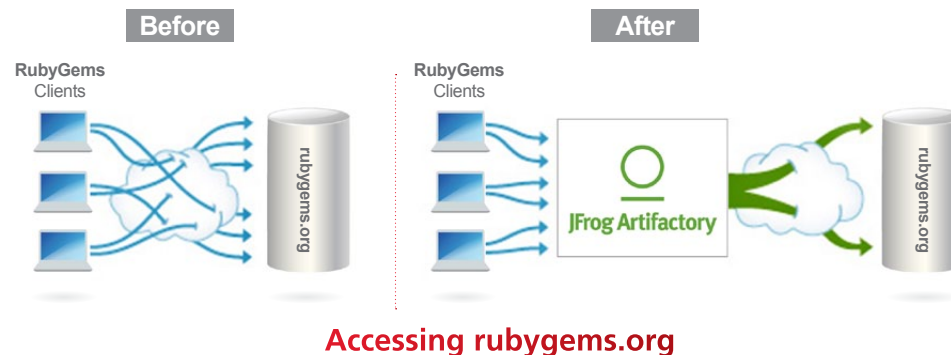 Before
After
RubyGems
Clients
RubyGems
Clients
rubygems.org
JFrog Artifactory
rubygems.org
Accessing rubygems.org